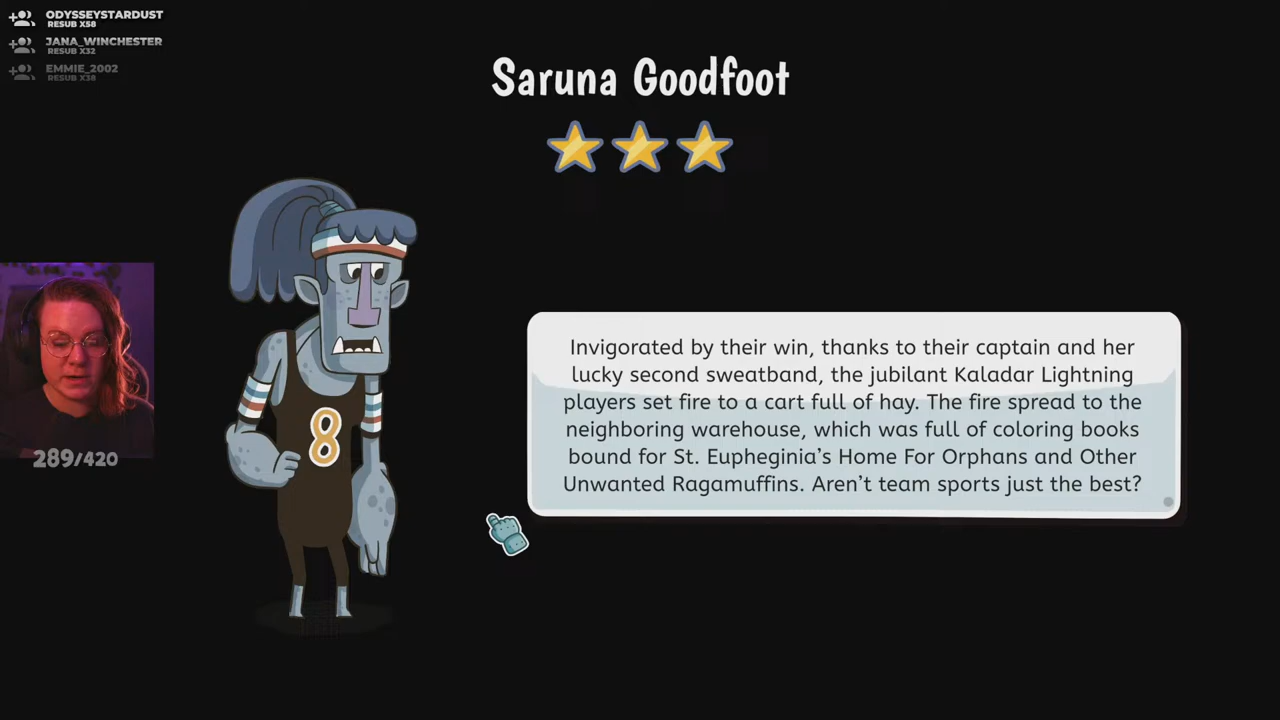 ODYSSEYSTARDUST
RESUB X58
JANA_WINCHESTER
RESUB X32
EMMIE_2002
RESUB X38
Saruna Goodfoot
8
Invigorated by their win, thanks to their captain and her
lucky second sweatband, the jubilant Kaladar Lightning
players set fire to a cart full of hay. The fire spread to the
neighboring warehouse, which was full of coloring books
bound for St. Eupheginia’s Home For Orphans and Other
Unwanted Ragamuffins. Aren’t team sports just the best?
289/420